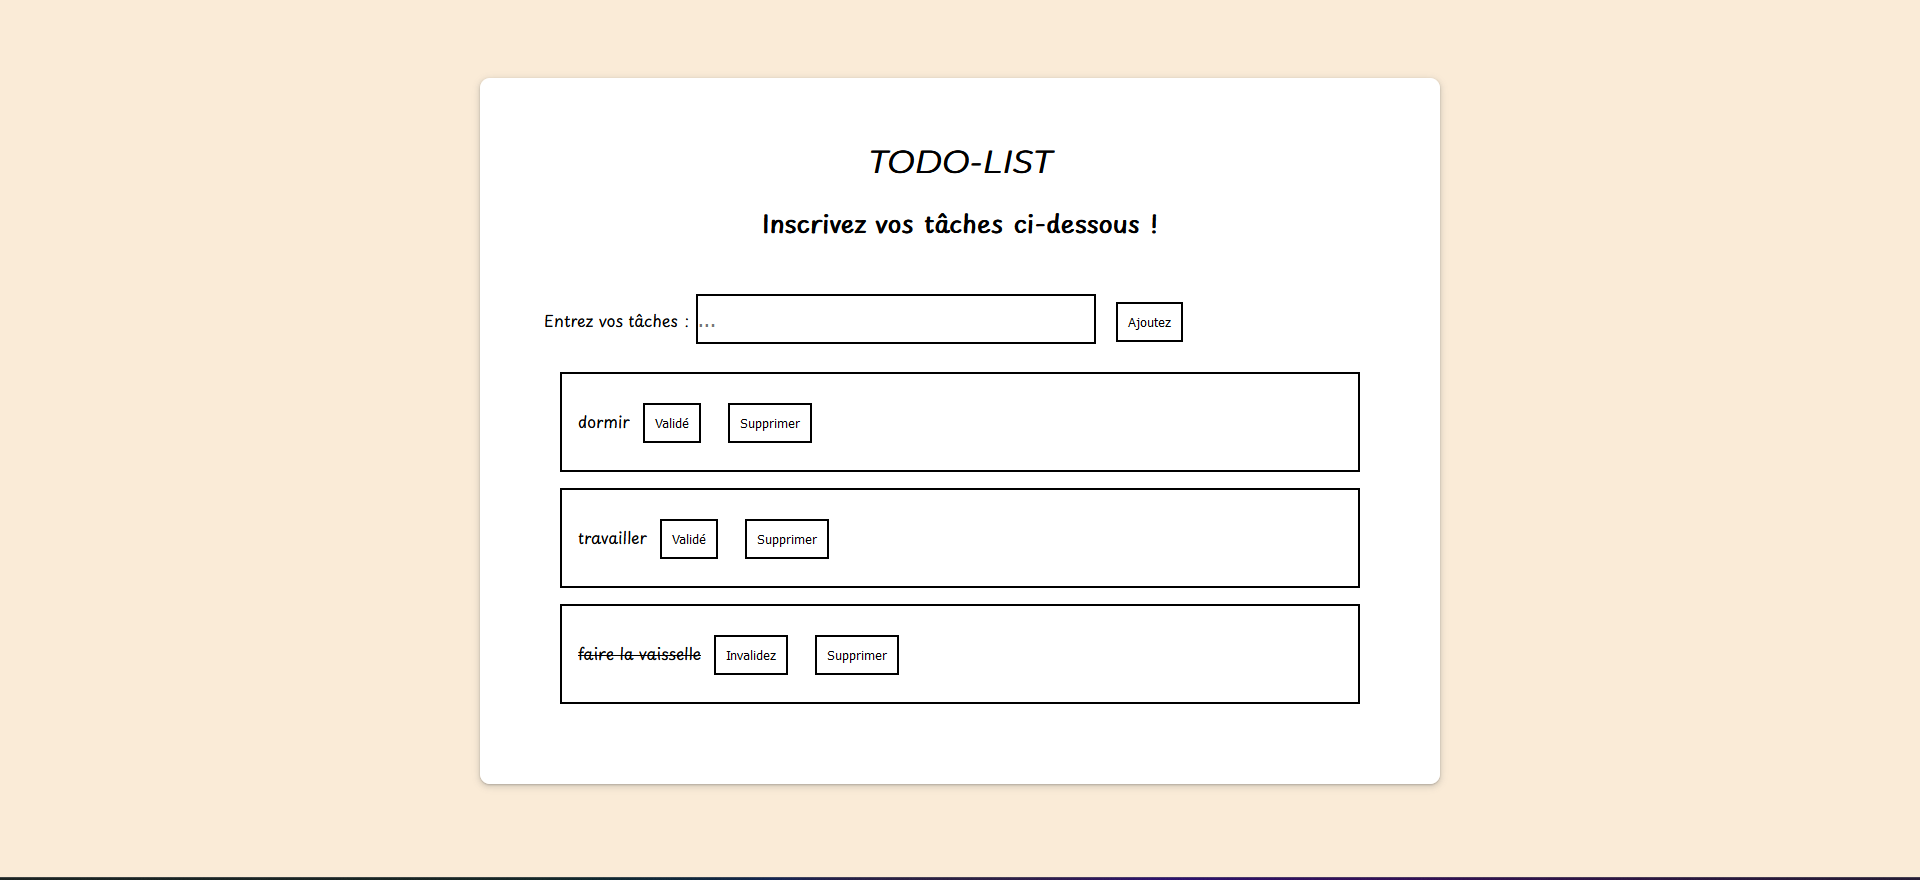 TODO-LIST
Inscrivez vos tâches ci-dessous !
Entrez vos tâches : ... Ajoutez
dormir Validé Supprimer
travailler Validé Supprimer
faire la vaisselle Invalidez Supprimer